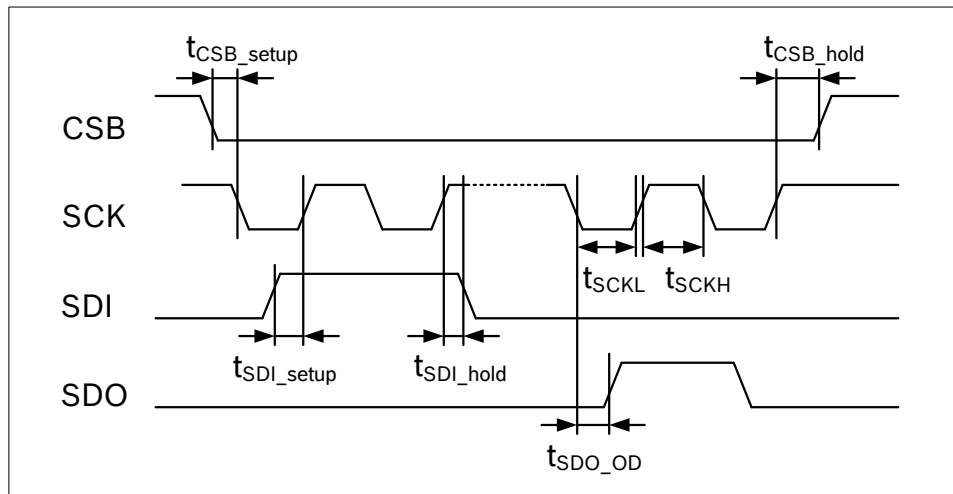 tCSB_setup
tCSB_hold
CSB
SCK
tSCKL
tSCKH
SDI
tSDI_setup
tSDI_hold
SDO
tSDO_OD